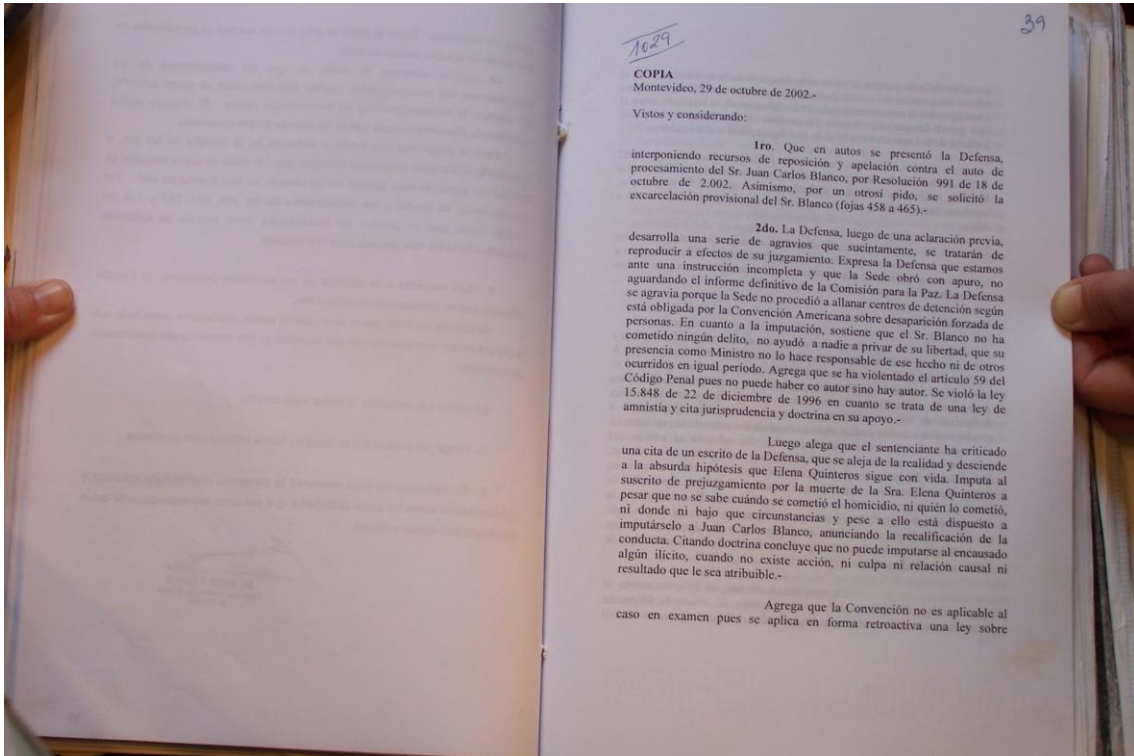 39
1029
COPIA
Montevideo, 29 de octubre de 2002.-
Vistos y considerando:
1ro. Que en autos se presentó la Defensa,
interponiendo recursos de reposición y apelación contra el auto de
procesamiento del Sr. Juan Carlos Blanco, por Resolución 991 de 18 de
octubre de 2.002. Asimismo, por un otrosí pido, se solicitó la
excarcelación provisional del Sr. Blanco (fojas 458 a 465).-
2do. La Defensa, luego de una aclaración previa,
desarrolla una serie de agravios que sucintamente, se tratarán de
reproducir a efectos de su juzgamiento. Expresa la Defensa que estamos
ante una instrucción incompleta y que la Sede obró con apuro, no
aguardando el informe definitivo de la Comisión para la Paz. La Defensa
se agravia porque la Sede no procedió a allanar centros de detención según
está obligada por la Convención Americana sobre desaparición forzada de
personas. En cuanto a la imputación, sostiene que el Sr. Blanco no ha
cometido ningún delito, no ayudó a nadie a privar de su libertad, que su
presencia como Ministro no lo hace responsable de ese hecho ni de otros
ocurridos en igual período. Agrega que se ha violentado el artículo 59 del
Código Penal pues no puede haber co autor sino hay autor. Se violó la ley
15.848 de 22 de diciembre de 1996 en cuanto se trata de una ley de
amnistía y cita jurisprudencia y doctrina en su apoyo.-
Luego alega que el sentenciante ha criticado
una cita de un escrito de la Defensa, que se aleja de la realidad y desciende
a la absurda hipótesis que Elena Quinteros sigue con vida. Imputa al
suscrito de prejuzgamiento por la muerte de la Sra. Elena Quinteros a
pesar que no se sabe cuándo se cometió el homicidio, ni quién lo cometió,
ni donde ni bajo que circunstancias y pese a ello está dispuesto a
imputárselo a Juan Carlos Blanco, anunciando la recalificación de la
conducta. Citando doctrina concluye que no puede imputarse al encausado
algún ilícito, cuando no existe acción, ni culpa ni relación causal ni
resultado que le sea atribuible.-
Agrega que la Convención no es aplicable al
caso en examen pues se aplica en forma retroactiva una ley sobre